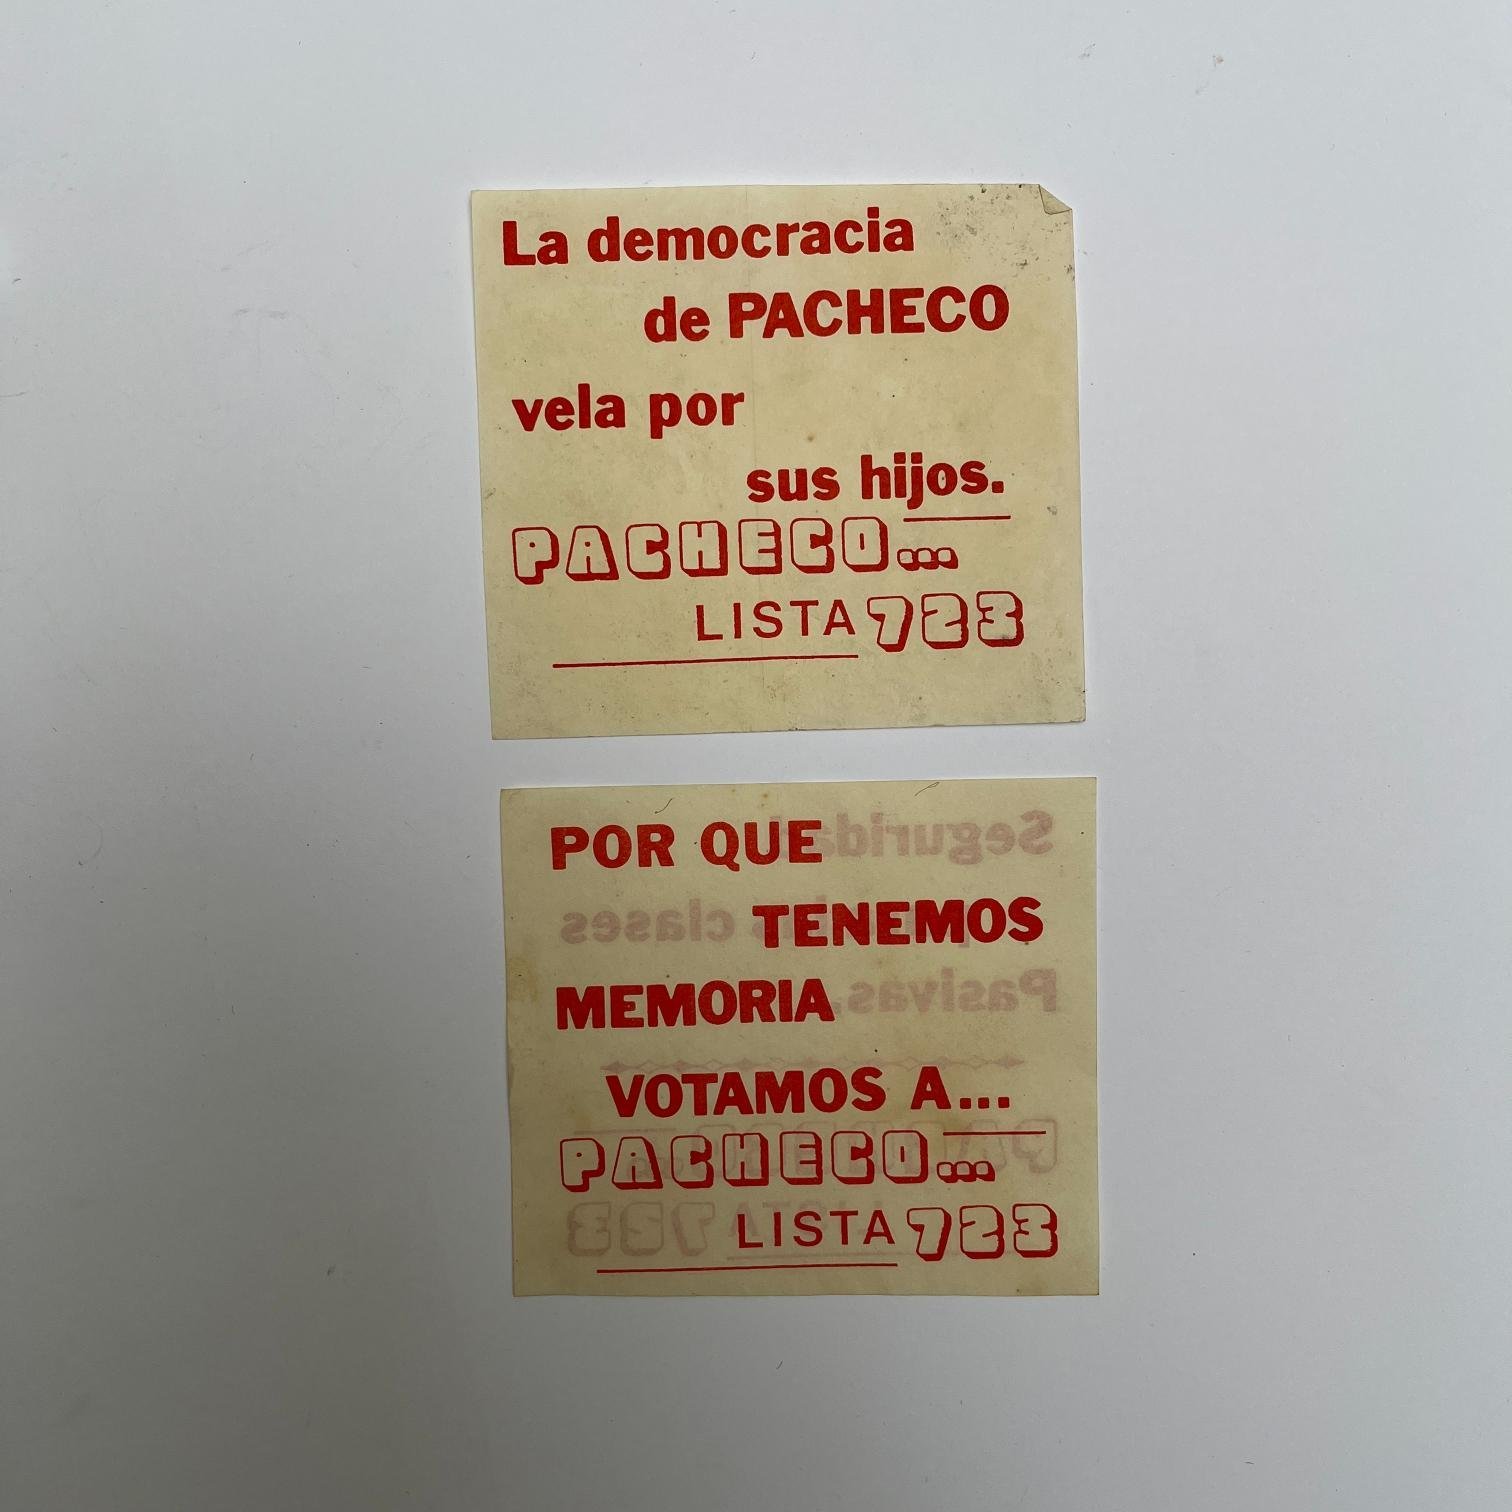 La democracia
de PACHECO
vela por
sus hijos.
PACHECO...
LISTA 723
POR QUE
TENEMOS
MEMORIA
VOTAMOS A...
PACHECO...
LISTA 723